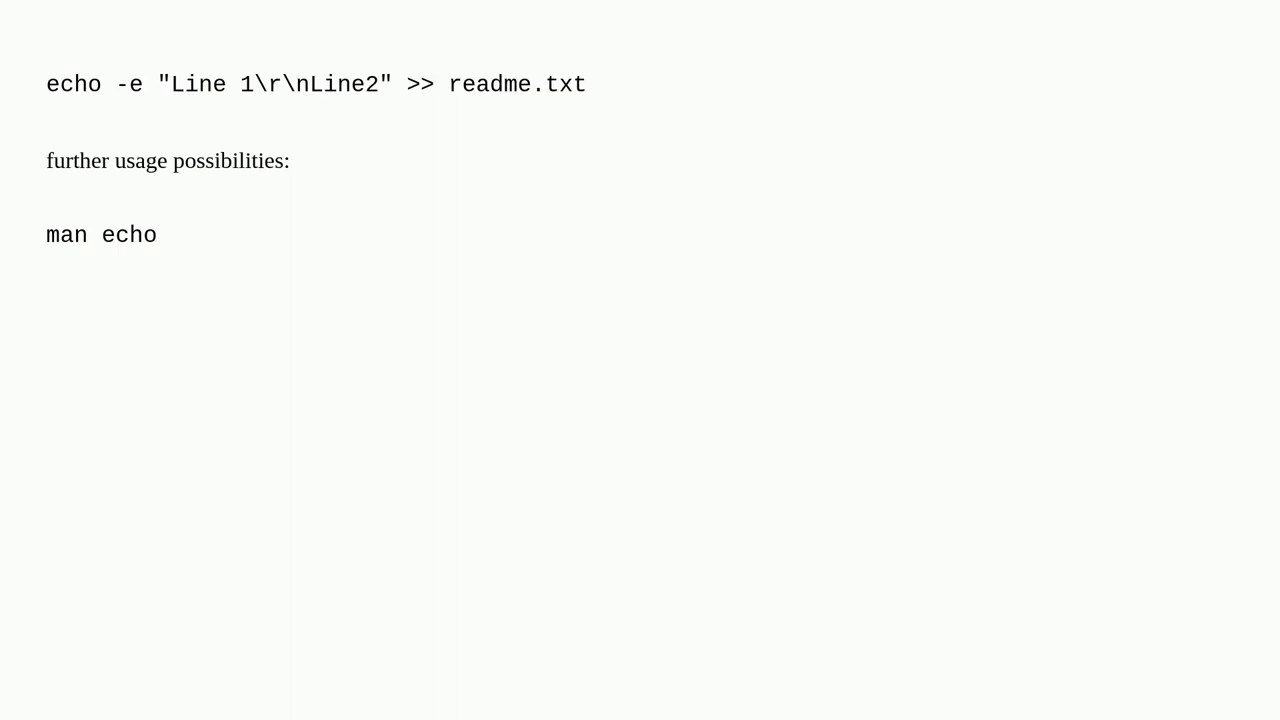 echo -e "Line 1\r\nLine2" >> readme.txt
further usage possibilities:
man echo